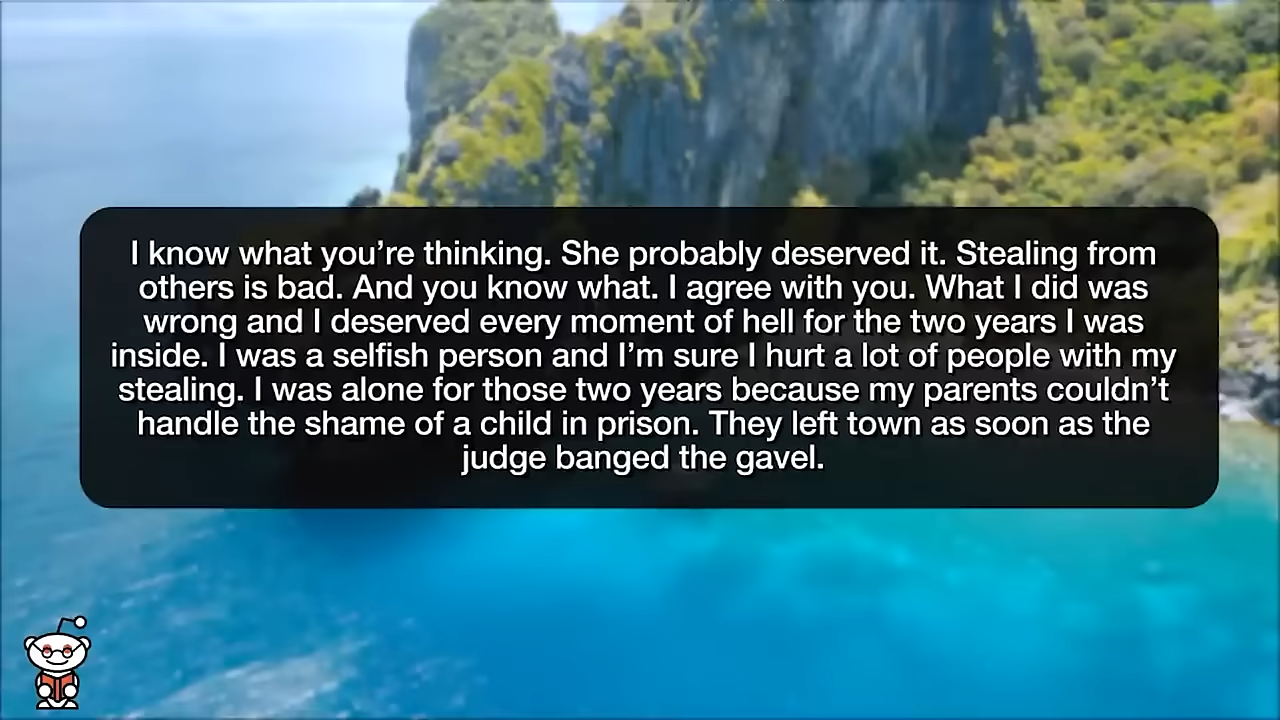 I know what you’re thinking. She probably deserved it. Stealing from
others is bad. And you know what. I agree with you. What I did was
wrong and I deserved every moment of hell for the two years I was
inside. I was a selfish person and I’m sure I hurt a lot of people with my
stealing. I was alone for those two years because my parents couldn’t
handle the shame of a child in prison. They left town as soon as the
judge banged the gavel.